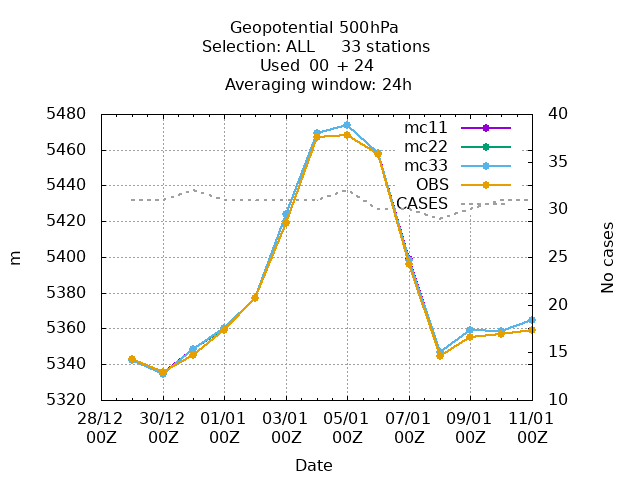 Geopotential 500hPa
Selection: ALL 33 stations
Used 00 + 24
Averaging window: 24h
5480
5460
5440
5420
5400
5380
5360
5340
5320
m
40
35
30
25
20
15
10
No cases
mc11
mc22
mc33
OBS
CASES
28/12 30/12 01/01 03/01 05/01 07/01 09/01 11/01
00Z 00Z 00Z 00Z 00Z 00Z 00Z 00Z
Date